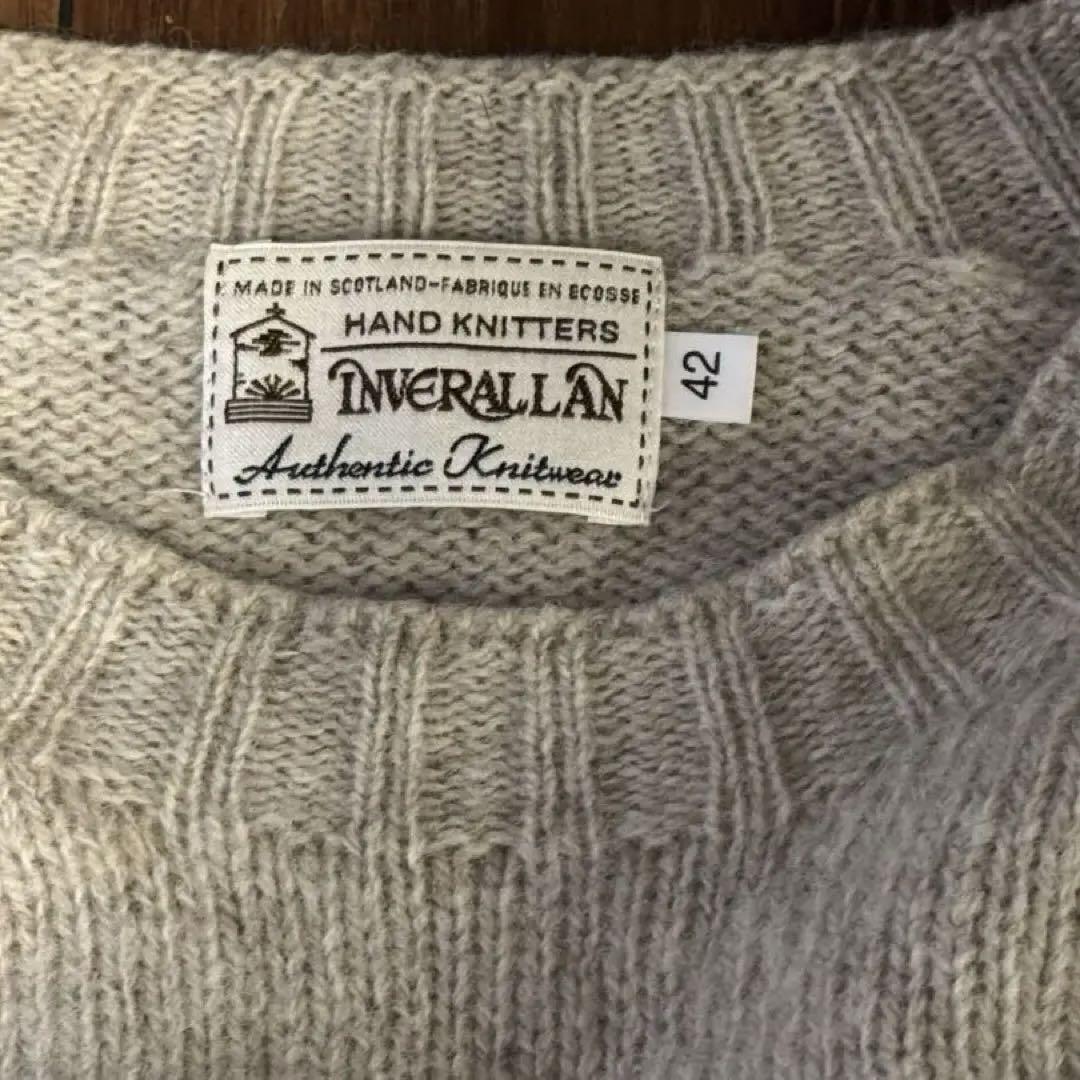 MADE IN SCOTLAND-FABRIQUE EN ECOSSE
HAND KNITTERS
INVERALLAN
Authentic Knitwear
42